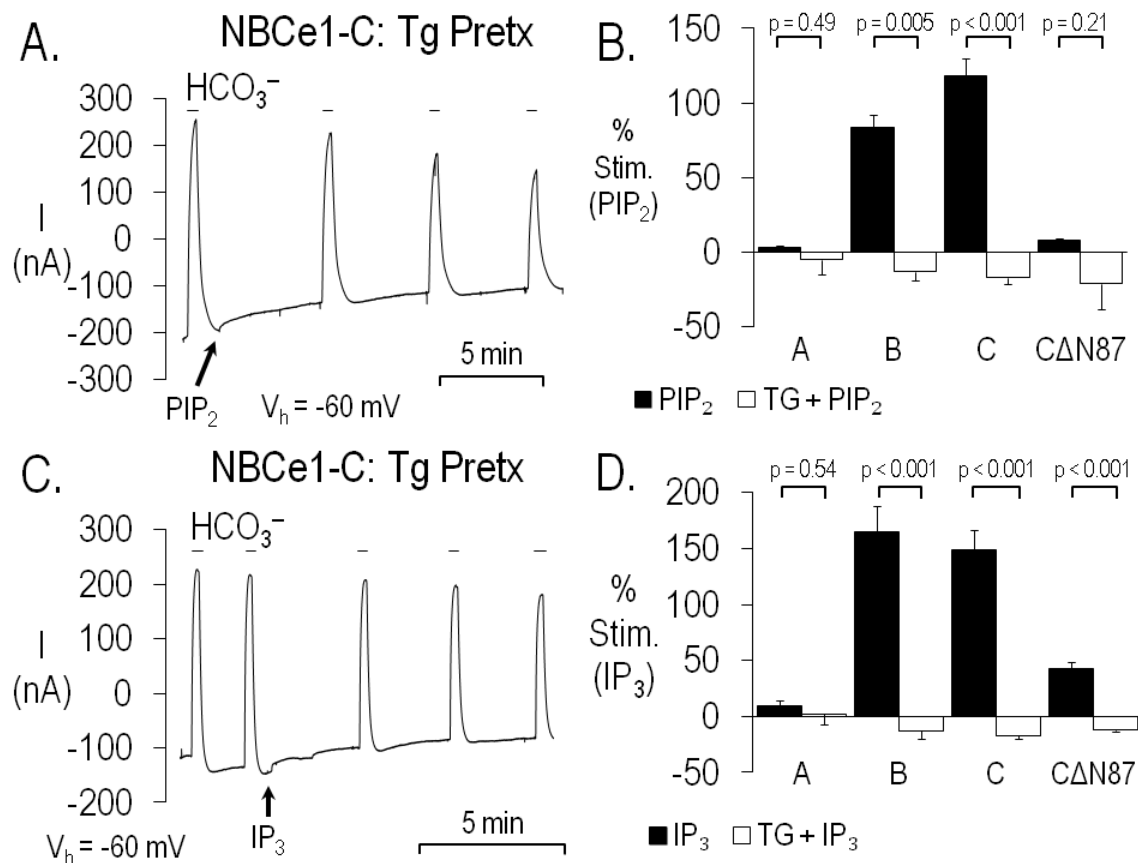 A.
NBCe1-C: Tg Pretx
HCO₃⁻
300
200
100
0
-100
-200
-300
I
(nA)
PIP₂
Vₕ = -60 mV
5 min
B.
p = 0.49
p = 0.005
p < 0.001
p = 0.21
150
100
50
0
-50
%
Stim.
(PIP₂)
A
B
C
CΔN87
PIP₂
TG + PIP₂
C.
NBCe1-C: Tg Pretx
HCO₃⁻
300
200
100
0
-100
-200
I
(nA)
Vₕ = -60 mV
IP₃
5 min
D.
p = 0.54
p < 0.001
p < 0.001
p < 0.001
200
150
100
50
0
-50
%
Stim.
(IP₃)
A
B
C
CΔN87
IP₃
TG + IP₃